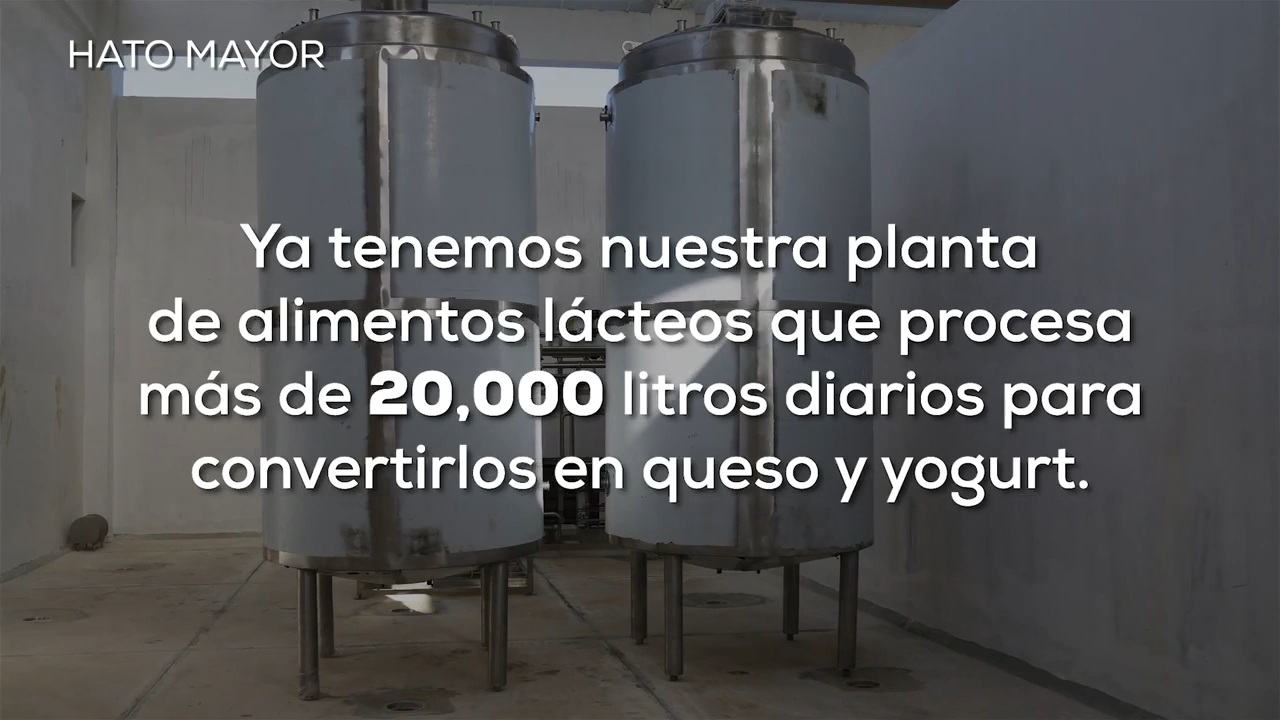 HATO MAYOR
Ya tenemos nuestra planta
de alimentos lácteos que procesa
más de 20,000 litros diarios para
convertirlos en queso y yogurt.